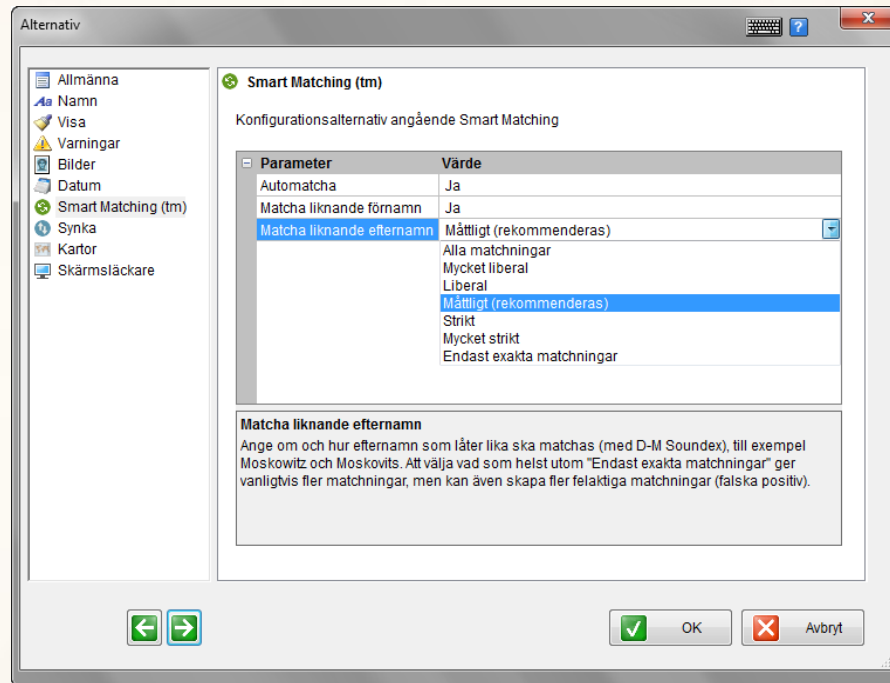 Alternativ
?
Allmänna
Aa Namn
Visa
Varningar
Bilder
Datum
Smart Matching (tm)
Synka
Kartor
Skärmsläckare
Smart Matching (tm)
Konfigurationsalternativ angående Smart Matching
Parameter Värde
Automatcha Ja
Matcha liknande förnamn Ja
Matcha liknande efternamn Måttligt (rekommenderas)
Alla matchningar
Mycket liberal
Liberal
Måttligt (rekommenderas)
Strikt
Mycket strikt
Endast exakta matchningar
Matcha liknande efternamn
Ange om och hur efternamn som låter lika ska matchas (med D-M Soundex), till exempel
Moskowitz och Moskovits. Att välja vad som helst utom "Endast exakta matchningar" ger
vanligtvis fler matchningar, men kan även skapa fler felaktiga matchningar (falska positiv).
OK
Avbryt